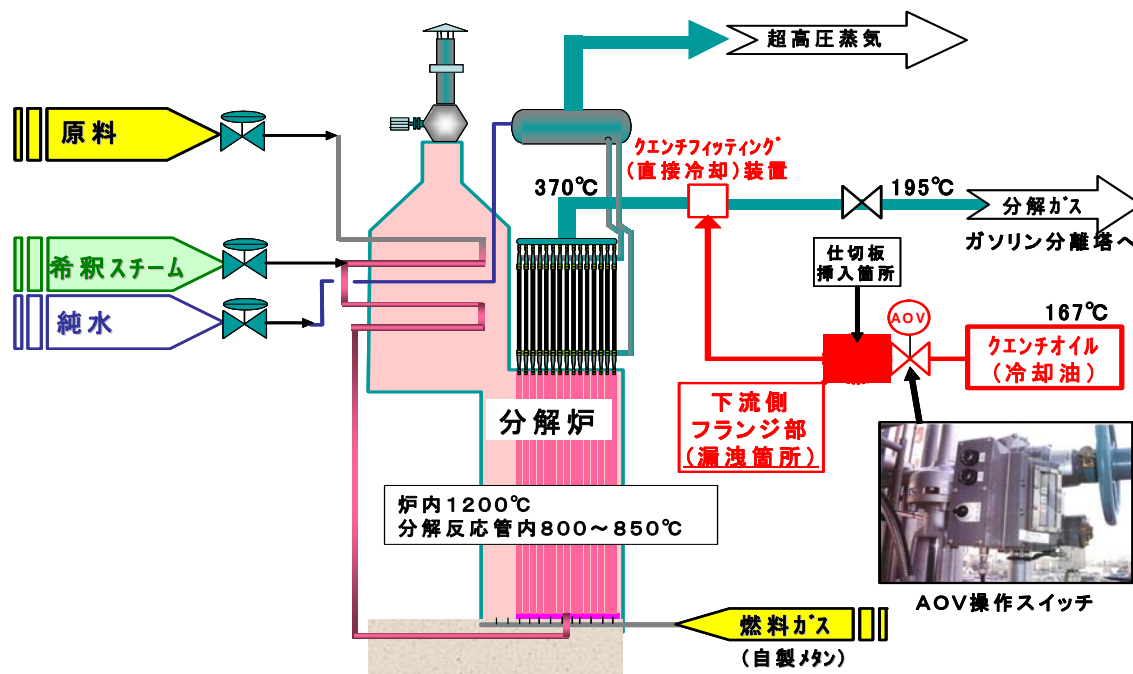 超高圧蒸気
原料
クエンチフィッティング
(直接冷却)装置
370℃
195℃
分解ガス
ガソリン分離塔へ
希釈スチーム
仕切板
挿入箇所
純水
AOV
167℃
クエンチオイル
(冷却油)
下流側
フランジ部
(漏洩箇所)
分解炉
炉内1200℃
分解反応管内800~850℃
AOV操作スイッチ
燃料ガス
(自製メタン)